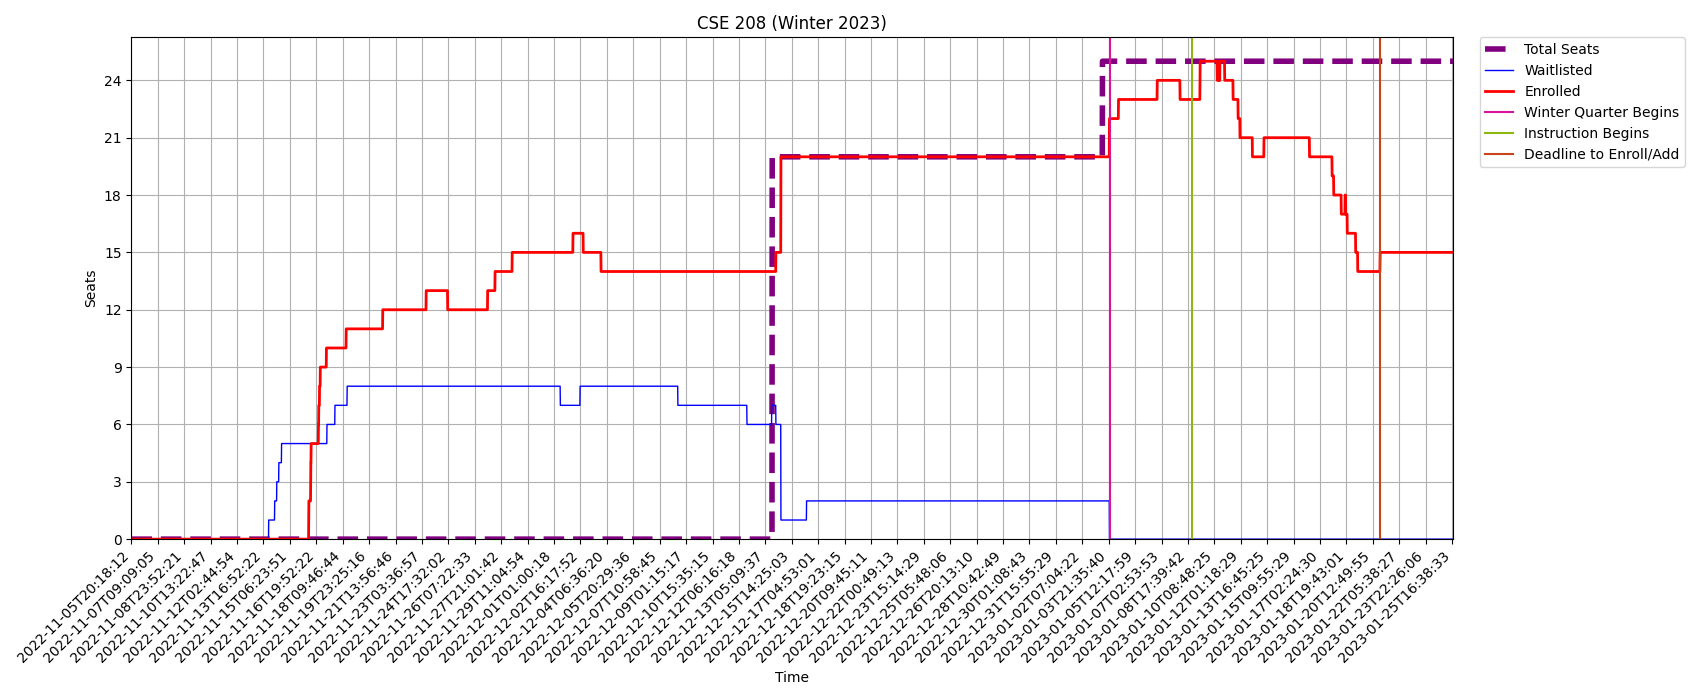 CSE 208 (Winter 2023)
Total Seats
Waitlisted
Enrolled
Winter Quarter Begins
Instruction Begins
Deadline to Enroll/Add
Seats
24
21
18
15
12
9
6
3
0
2022-11-05T20:18:12
2022-11-07T09:09:05
2022-11-08T23:52:21
2022-11-10T13:22:47
2022-11-12T02:44:54
2022-11-13T16:52:22
2022-11-15T06:23:51
2022-11-16T19:52:22
2022-11-18T09:46:44
2022-11-19T23:25:16
2022-11-21T13:56:46
2022-11-23T03:36:57
2022-11-24T17:32:02
2022-11-26T07:22:33
2022-11-27T21:01:42
2022-11-29T11:04:54
2022-12-01T01:00:18
2022-12-02T16:17:52
2022-12-04T06:36:20
2022-12-05T20:29:36
2022-12-07T10:58:45
2022-12-09T01:15:17
2022-12-10T15:35:15
2022-12-12T06:16:18
2022-12-13T05:09:37
2022-12-15T14:25:03
2022-12-17T04:53:01
2022-12-18T19:23:15
2022-12-20T09:45:11
2022-12-22T00:49:13
2022-12-23T15:14:29
2022-12-25T05:48:06
2022-12-26T20:13:10
2022-12-28T10:42:49
2022-12-30T01:08:43
2022-12-31T15:55:29
2023-01-02T07:04:22
2023-01-03T21:35:40
2023-01-05T12:17:59
2023-01-07T02:53:53
2023-01-08T17:39:42
2023-01-10T08:48:25
2023-01-12T01:18:29
2023-01-13T16:45:25
2023-01-15T09:55:29
2023-01-17T02:24:30
2023-01-18T19:43:01
2023-01-20T12:49:55
2023-01-22T05:38:27
2023-01-23T22:26:06
2023-01-25T16:38:33
Time